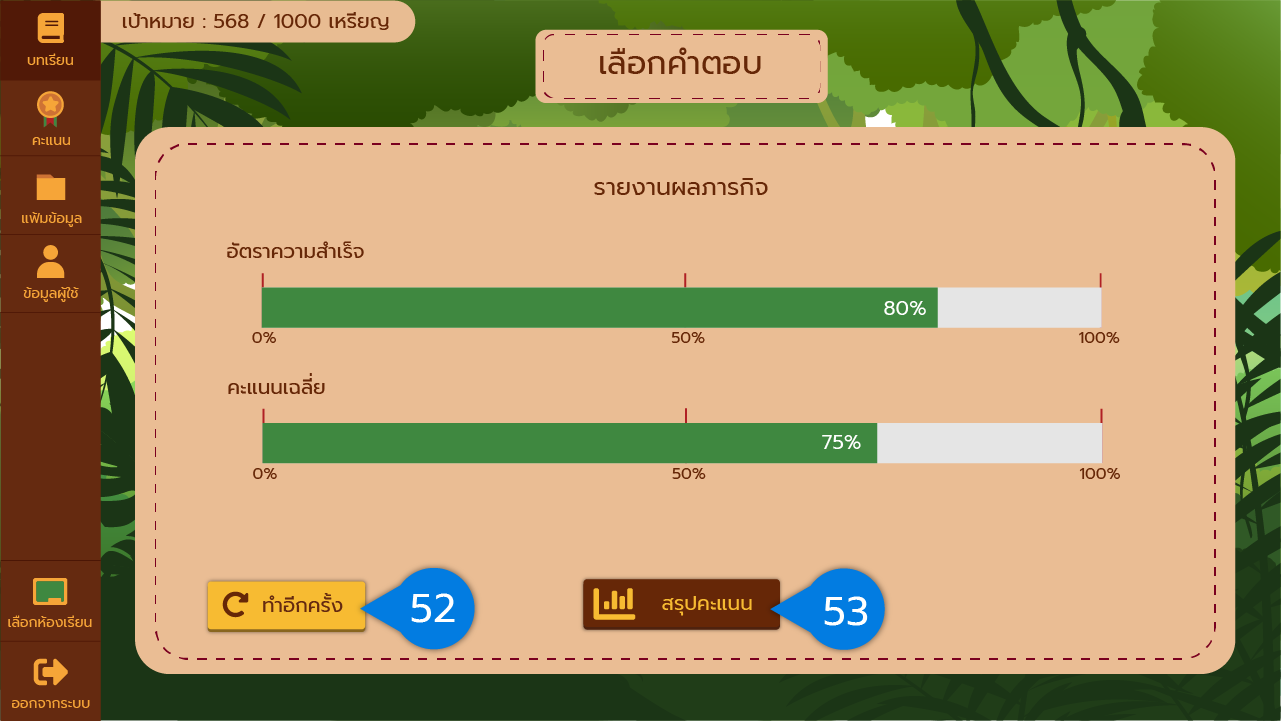 เป้าหมาย : 568 / 1000 เหรียญ
บทเรียน
คะแนน
แฟ้มข้อมูล
ข้อมูลผู้ใช้
เลือกห้องเรียน
ออกจากระบบ
เลือกคำตอบ
รายงานผลภารกิจ
อัตราความสำเร็จ
80%
0% 50% 100%
คะแนนเฉลี่ย
75%
0% 50% 100%
ทำอีกครั้ง 52 สรุปคะแนน 53